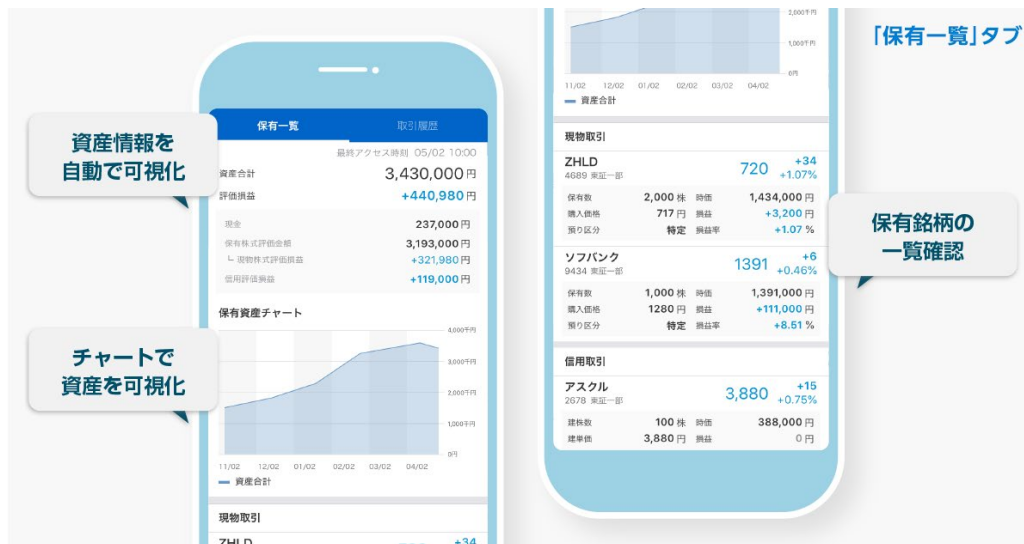 「保有一覧」タブ
資産情報を
自動で可視化
チャートで
資産を可視化
保有銘柄の
一覧確認
保有一覧 取引履歴
最終アクセス時刻 05/02 10:00
資産合計 3,430,000円
評価損益 +440,980円
現金 237,000円
保有株式評価金額 3,193,000円
└ 現物株式評価損益 +321,980円
信用評価損益 +119,000円
保有資産チャート
4,000千円
3,000千円
2,000千円
1,000千円
0円
11/02 12/02 01/02 02/02 03/02 04/02
資産合計
現物取引
ZHLD +34
2,000千円
1,000千円
0円
11/02 12/02 01/02 02/02 03/02 04/02
資産合計
現物取引
ZHLD 720 +34
4689 東証一部 +1.07%
保有数 2,000株 時価 1,434,000円
購入価格 717円 損益 +3,200円
預り区分 特定 損益率 +1.07 %
ソフバンク 1391 +6
9434 東証一部 +0.46%
保有数 1,000株 時価 1,391,000円
購入価格 1280円 損益 +111,000円
預り区分 特定 損益率 +8.51 %
信用取引
アスクル 3,880 +15
2678 東証一部 +0.75%
建株数 100株 時価 388,000円
建単価 3,880円 損益 0円